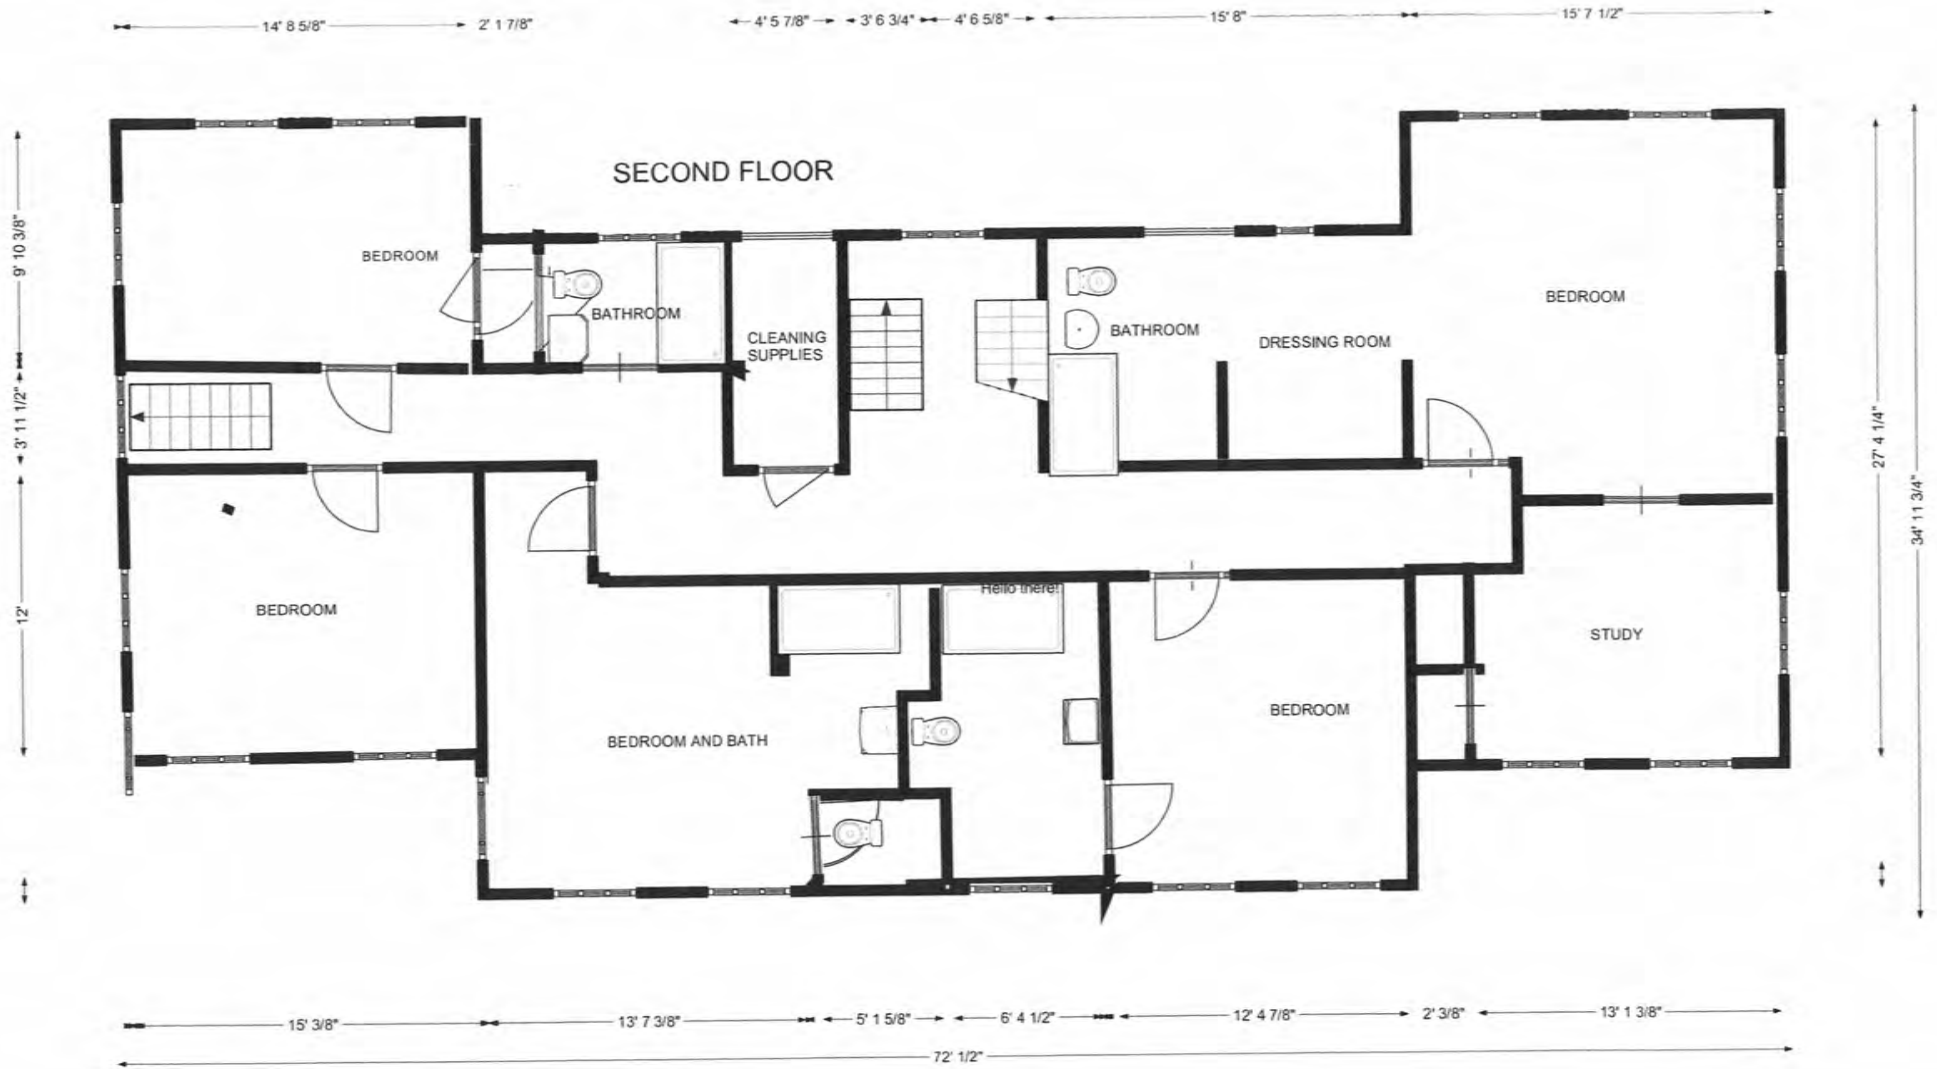 14' 8 5/8"
2' 1 7/8"
4' 5 7/8"
3' 6 3/4"
4' 6 5/8"
15' 8"
15' 7 1/2"
SECOND FLOOR
9' 10 3/8"
3' 11 1/2"
12'
BEDROOM
BATHROOM
CLEANING
SUPPLIES
BATHROOM
DRESSING ROOM
BEDROOM
27' 4 1/4"
34' 11 3/4"
Hello there!
BEDROOM
STUDY
BEDROOM AND BATH
BEDROOM
15' 3/8"
13' 7 3/8"
5' 1 5/8"
6' 4 1/2"
12' 4 7/8"
2' 3/8"
13' 1 3/8"
72' 1/2"